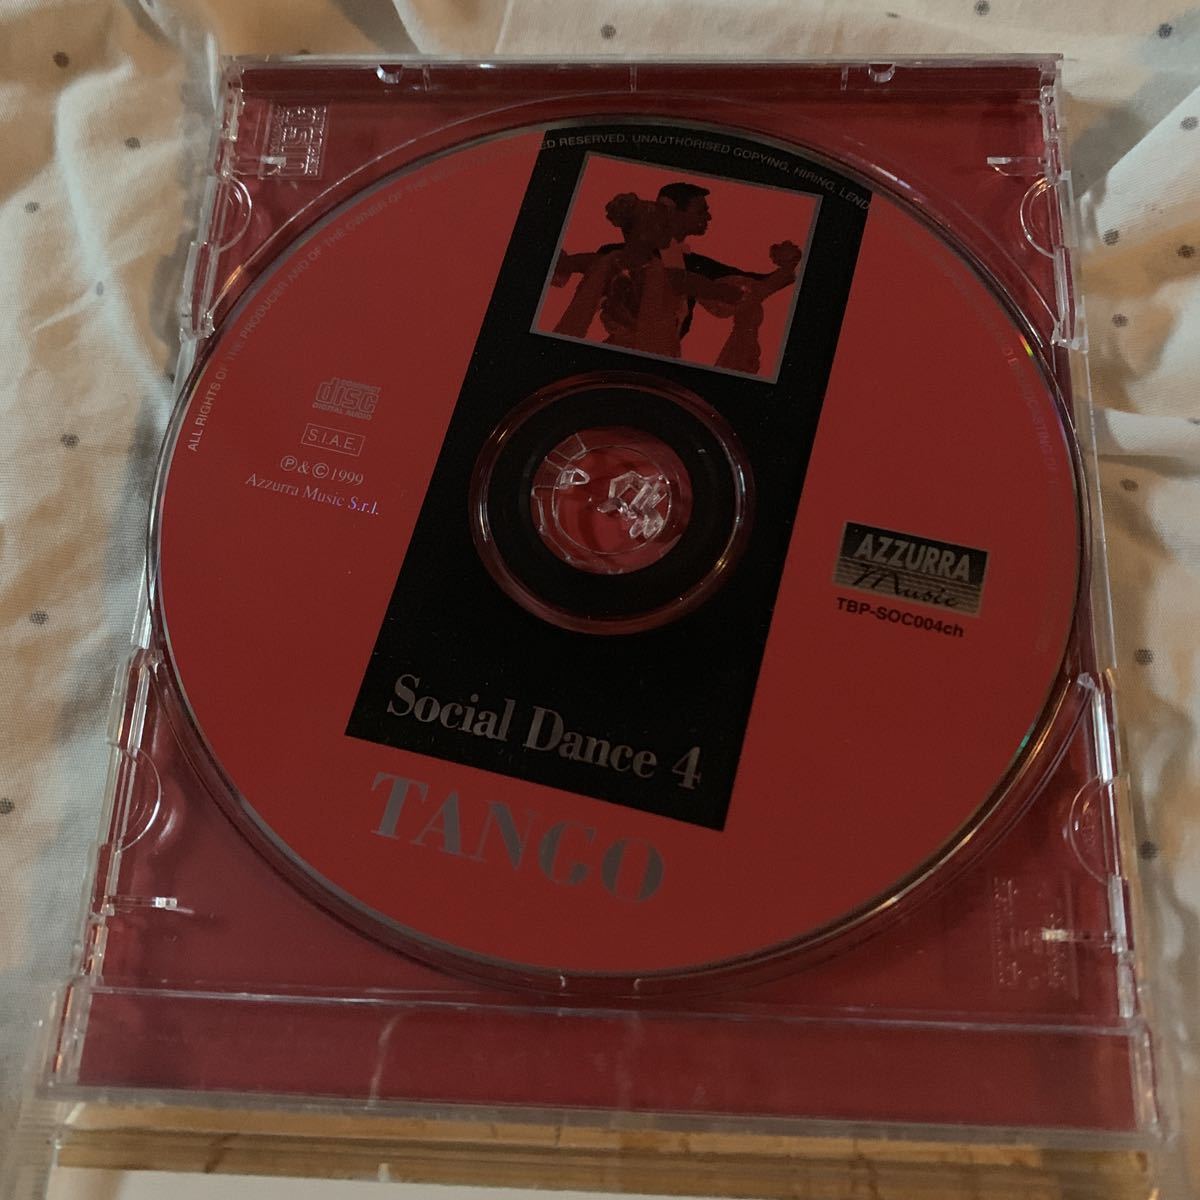 ALL RIGHTS OF THE PRODUCER AND OF THE OWNER OF THE
RESERVED. UNAUTHORISED COPYING, HIRING, LEND
COMPACT
disc
DIGITAL AUDIO
S.I.A.E.
℗ & © 1999
Azzurra Music S.r.l.
AZZURRA
Music
TBP-SOC004ch
Social Dance 4
TANGO